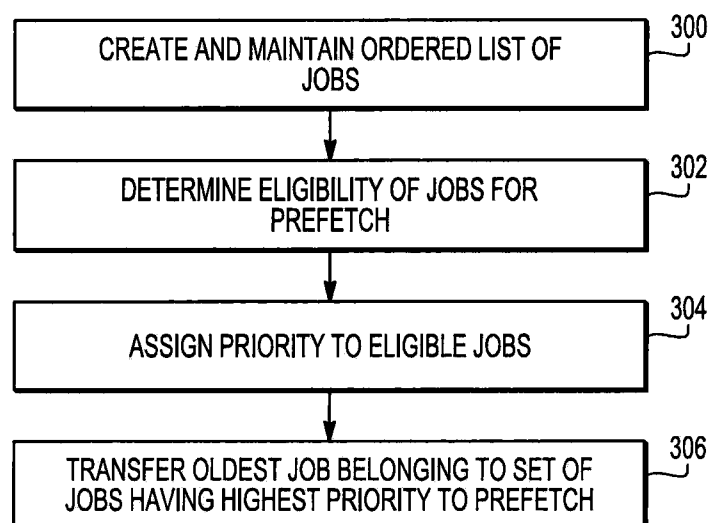 300
CREATE AND MAINTAIN ORDERED LIST OF
JOBS
302
DETERMINE ELIGIBILITY OF JOBS FOR
PREFETCH
304
ASSIGN PRIORITY TO ELIGIBLE JOBS
306
TRANSFER OLDEST JOB BELONGING TO SET OF
JOBS HAVING HIGHEST PRIORITY TO PREFETCH